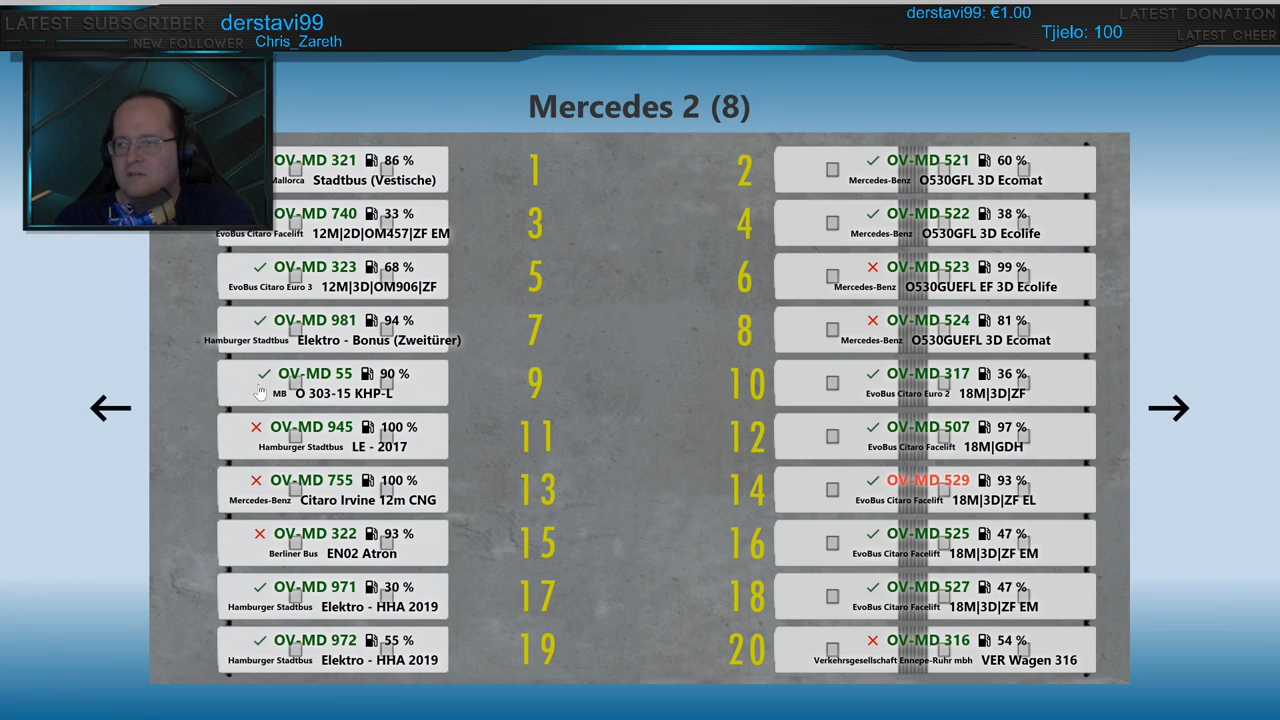 LATEST SUBSCRIBER derstavi99
NEW FOLLOWER Chris_Zareth
derstavi99: €1.00 LATEST DONATION
Tjielo: 100 LATEST CHEER
Mercedes 2 (8)
OV-MD 321 86 %
Mallorca Stadtbus (Vestische)
1
2
OV-MD 521 60 %
Mercedes-Benz O530GFL 3D Ecomat
OV-MD 740 33 %
EvoBus Citaro Facelift 12M|2D|OM457|ZF EM
3
4
OV-MD 522 38 %
Mercedes-Benz O530GFL 3D Ecolife
OV-MD 323 68 %
EvoBus Citaro Euro 3 12M|3D|OM906|ZF
5
6
OV-MD 523 99 %
Mercedes-Benz O530GUEFL EF 3D Ecolife
OV-MD 981 94 %
Hamburger Stadtbus Elektro - Bonus (Zweitürer)
7
8
OV-MD 524 81 %
Mercedes-Benz O530GUEFL 3D Ecomat
OV-MD 55 90 %
MB O 303-15 KHP-L
9
10
OV-MD 317 36 %
EvoBus Citaro Euro 2 18M|3D|ZF
OV-MD 945 100 %
Hamburger Stadtbus LE - 2017
11
12
OV-MD 507 97 %
EvoBus Citaro Facelift 18M|GDH
OV-MD 755 100 %
Mercedes-Benz Citaro Irvine 12m CNG
13
14
OV-MD 529 93 %
EvoBus Citaro Facelift 18M|3D|ZF EL
OV-MD 322 93 %
Berliner Bus EN02 Atron
15
16
OV-MD 525 47 %
EvoBus Citaro Facelift 18M|3D|ZF EM
OV-MD 971 30 %
Hamburger Stadtbus Elektro - HHA 2019
17
18
OV-MD 527 47 %
EvoBus Citaro Facelift 18M|3D|ZF EM
OV-MD 972 55 %
Hamburger Stadtbus Elektro - HHA 2019
19
20
OV-MD 316 54 %
Verkehrsgesellschaft Ennepe-Ruhr mbh VER Wagen 316